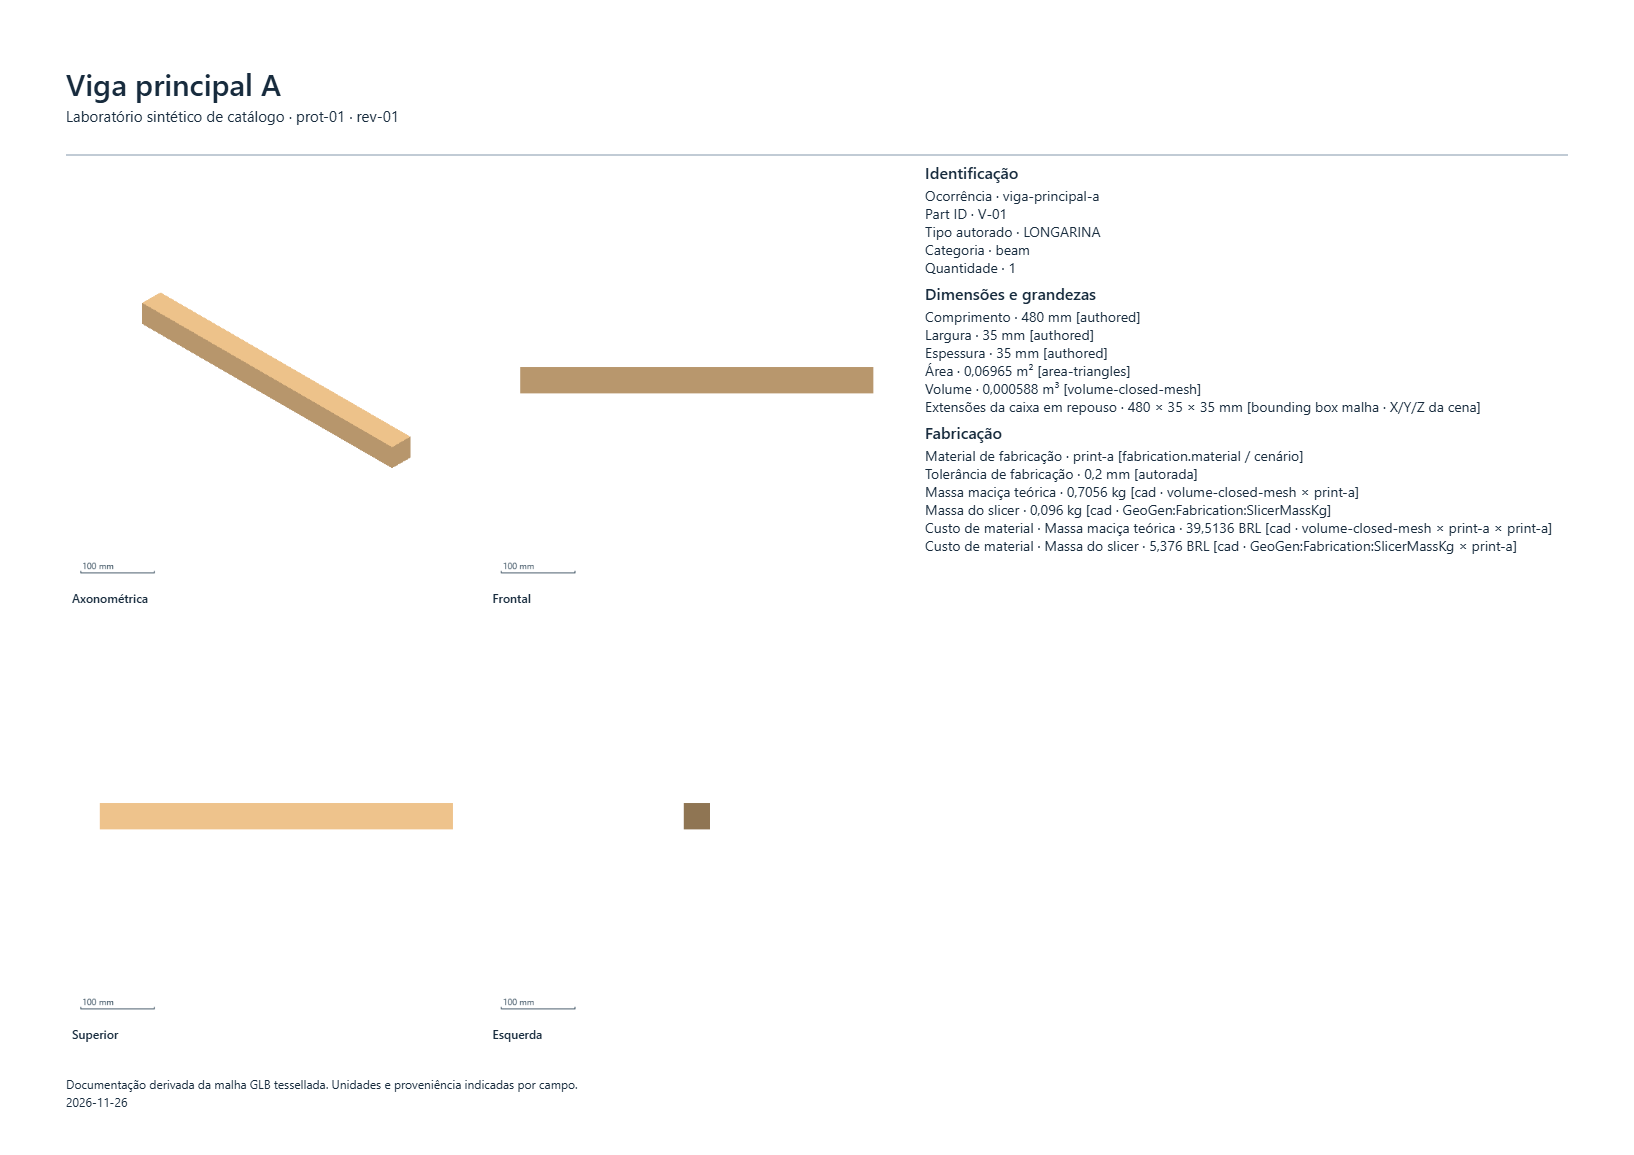 Viga principal A
Laboratório sintético de catálogo · prot-01 · rev-01
Identificação
Ocorrência · viga-principal-a
Part ID · V-01
Tipo autorado · LONGARINA
Categoria · beam
Quantidade · 1
Dimensões e grandezas
Comprimento · 480 mm [authored]
Largura · 35 mm [authored]
Espessura · 35 mm [authored]
Área · 0,06965 m² [area-triangles]
Volume · 0,000588 m³ [volume-closed-mesh]
Extensões da caixa em repouso · 480 × 35 × 35 mm [bounding box malha · X/Y/Z da cena]
Fabricação
Material de fabricação · print-a [fabrication.material / cenário]
Tolerância de fabricação · 0,2 mm [autorada]
Massa maciça teórica · 0,7056 kg [cad · volume-closed-mesh × print-a]
Massa do slicer · 0,096 kg [cad · GeoGen:Fabrication:SlicerMassKg]
Custo de material · Massa maciça teórica · 39,5136 BRL [cad · volume-closed-mesh × print-a × print-a]
Custo de material · Massa do slicer · 5,376 BRL [cad · GeoGen:Fabrication:SlicerMassKg × print-a]
100 mm
Axonométrica
100 mm
Frontal
100 mm
Superior
100 mm
Esquerda
Documentação derivada da malha GLB tessellada. Unidades e proveniência indicadas por campo.
2026-11-26